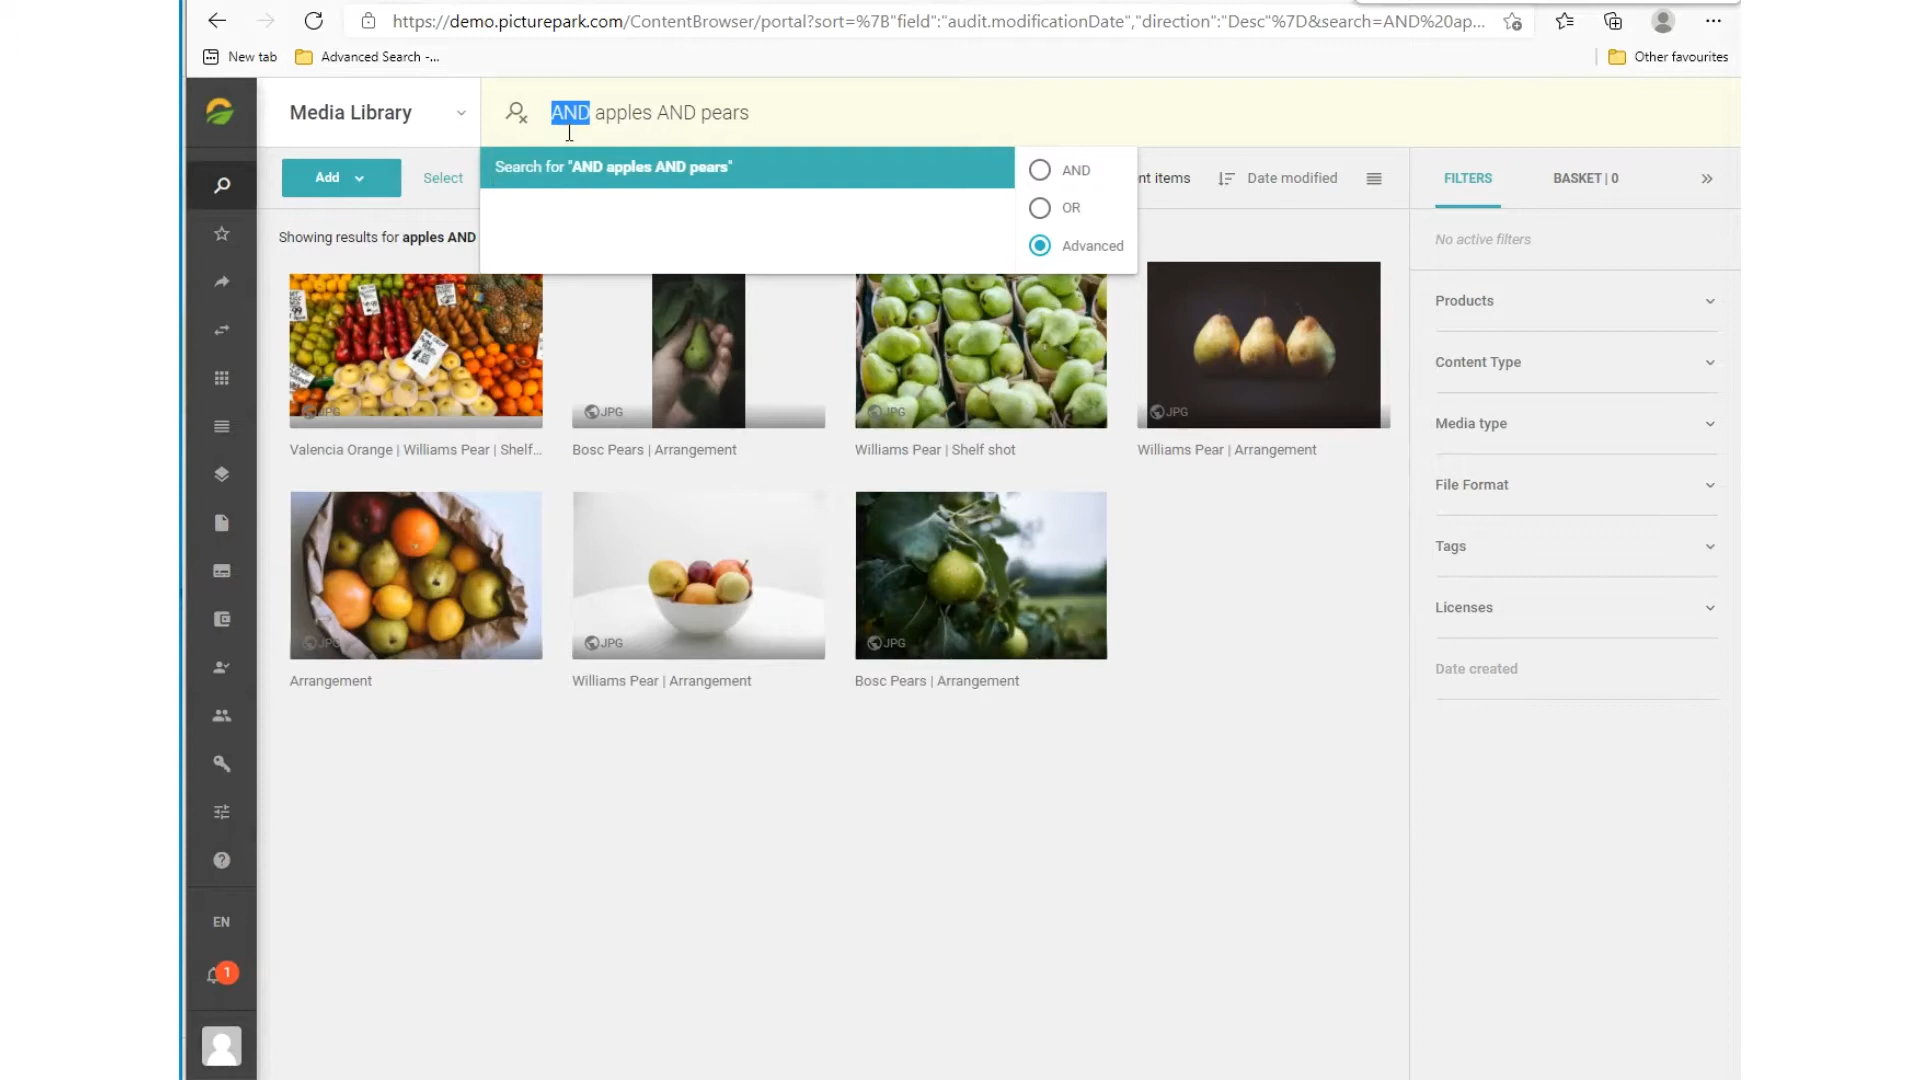 https://demo.picturepark.com/ContentBrowser/portal?sort=%7B"field":"audit.modificationDate","direction":"Desc"%7D&search=AND%20ap...
New tab
Advanced Search -...
Other favourites
Media Library
AND apples AND pears
Search for "AND apples AND pears"
AND
OR
Advanced
Add
Select
nt items
Date modified
FILTERS
BASKET | 0
Showing results for apples AND
No active filters
Products
Content Type
Media type
File Format
Tags
Licenses
Date created
JPG
JPG
JPG
JPG
Valencia Orange | Williams Pear | Shelf...
Bosc Pears | Arrangement
Williams Pear | Shelf shot
Williams Pear | Arrangement
JPG
JPG
JPG
Arrangement
Williams Pear | Arrangement
Bosc Pears | Arrangement
EN
1